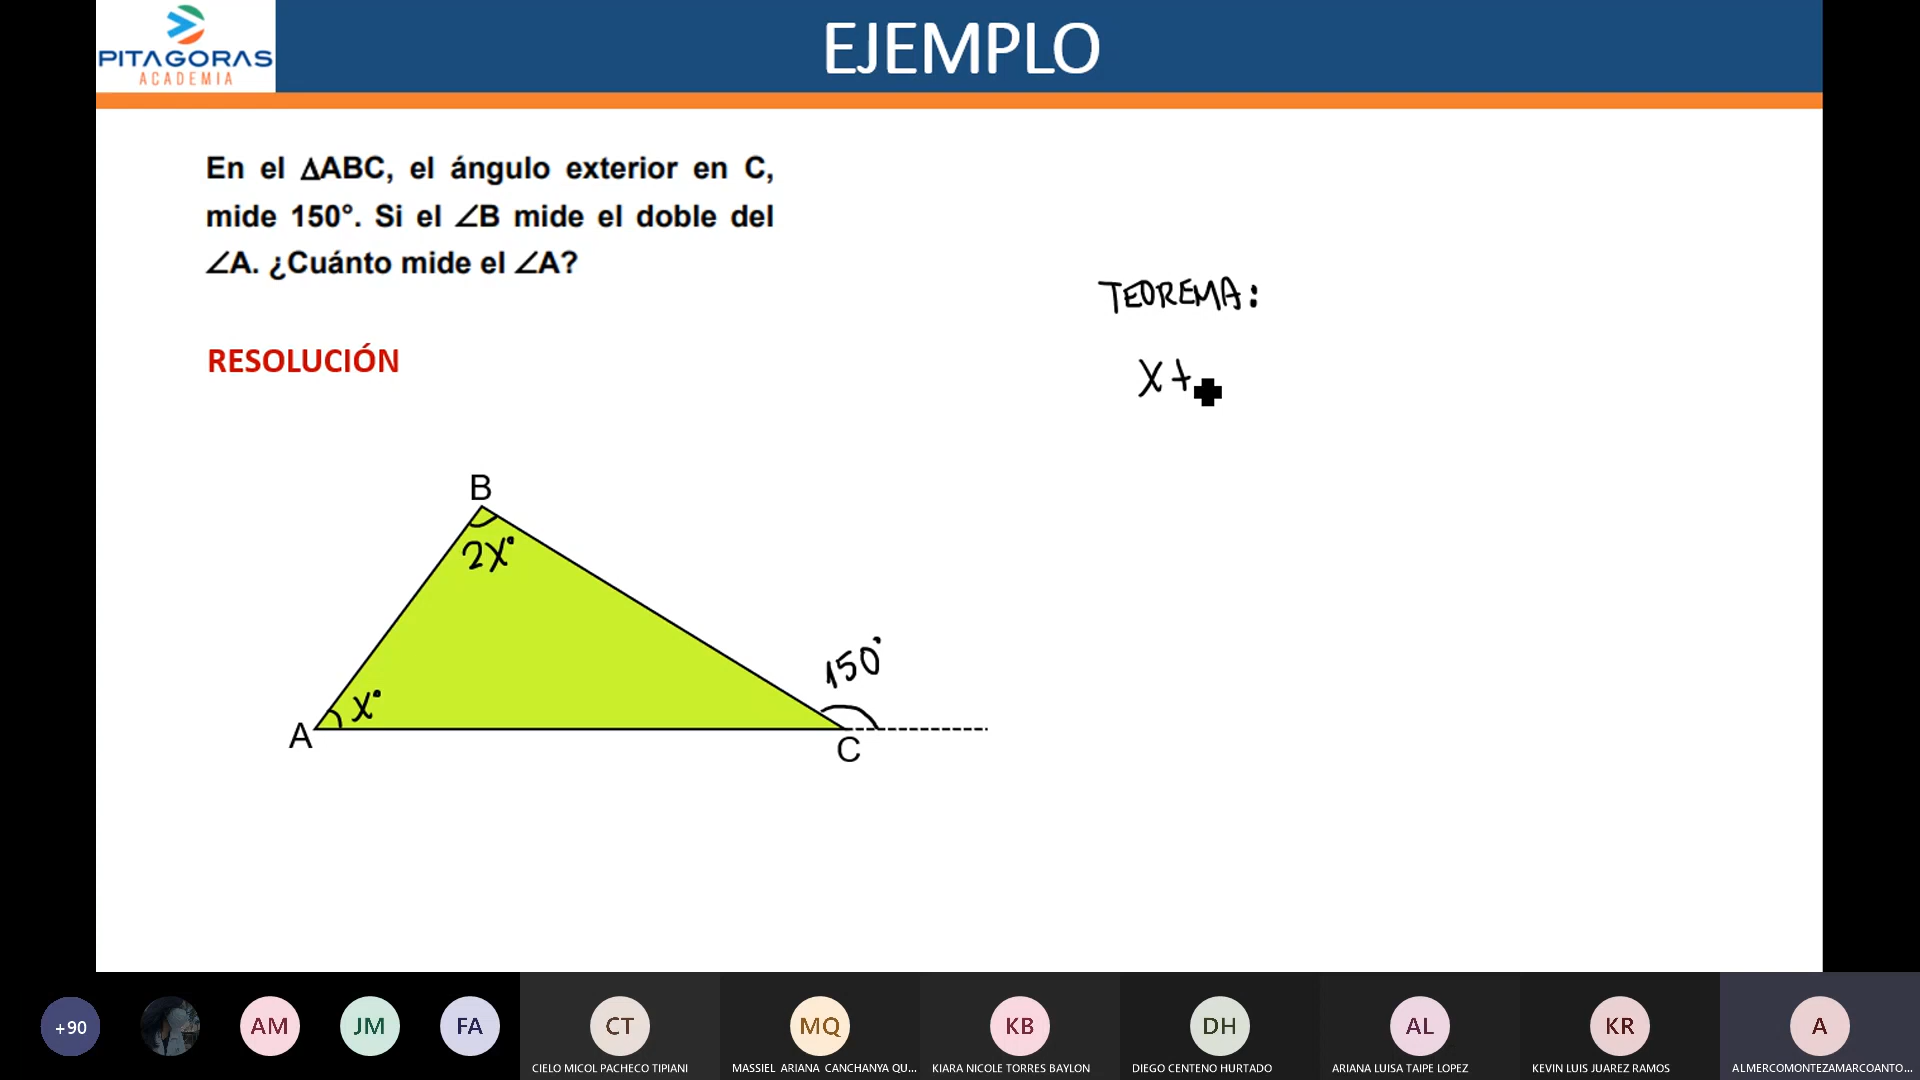 PITAGORAS
ACADEMIA
EJEMPLO
En el ΔABC, el ángulo exterior en C,
mide 150°. Si el ∠B mide el doble del
∠A. ¿Cuánto mide el ∠A?
TEOREMA:
RESOLUCIÓN
X+
B
2X°
150°
X°
A
C
+90
AM
JM
FA
CT
MQ
KB
DH
AL
KR
A
CIELO MICOL PACHECO TIPIANI
MASSIEL ARIANA CANCHANYA QU...
KIARA NICOLE TORRES BAYLON
DIEGO CENTENO HURTADO
ARIANA LUISA TAIPE LOPEZ
KEVIN LUIS JUAREZ RAMOS
ALMERCOMONTEZAMARCOANTO...